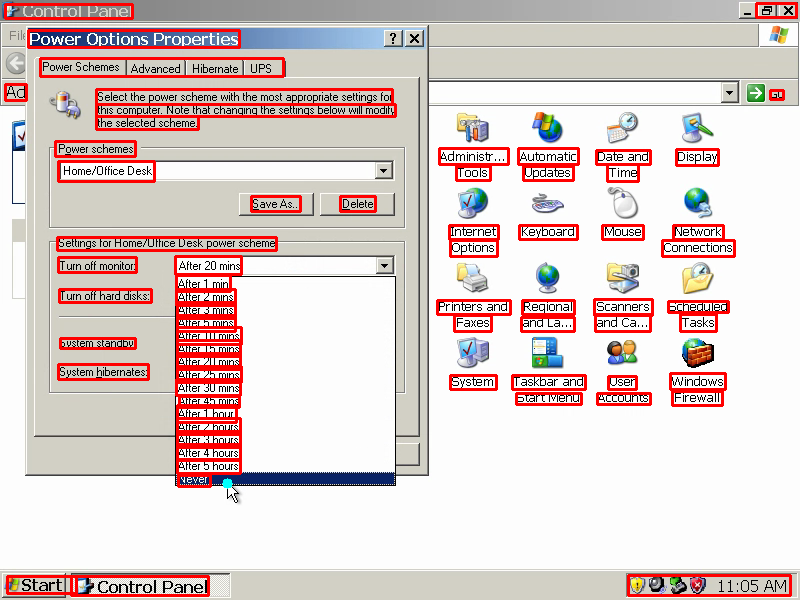 Control Panel
Power Options Properties
Fil
Power Schemes
Advanced
Hibernate
UPS
Ad
Go
Select the power scheme with the most appropriate settings for
this computer. Note that changing the settings below will modify
the selected scheme.
Power schemes
Home/Office Desk
Save As..
Delete
Settings for Home/Office Desk power scheme
Turn off monitor:
After 20 mins
Turn off hard disks:
System standby
System hibernates:
After 1 min
After 2 mins
After 3 mins
After 5 mins
After 10 mins
After 15 mins
After 20 mins
After 25 mins
After 30 mins
After 45 mins
After 1 hour
After 2 hours
After 3 hours
After 4 hours
After 5 hours
Never
Administr...
Tools
Automatic
Updates
Date and
Time
Display
Internet
Options
Keyboard
Mouse
Network
Connections
Printers and
Faxes
Regional
and La...
Scanners
and Ca...
Scheduled
Tasks
System
Taskbar and
Start Menu
User
Accounts
Windows
Firewall
Start
Control Panel
11:05 AM